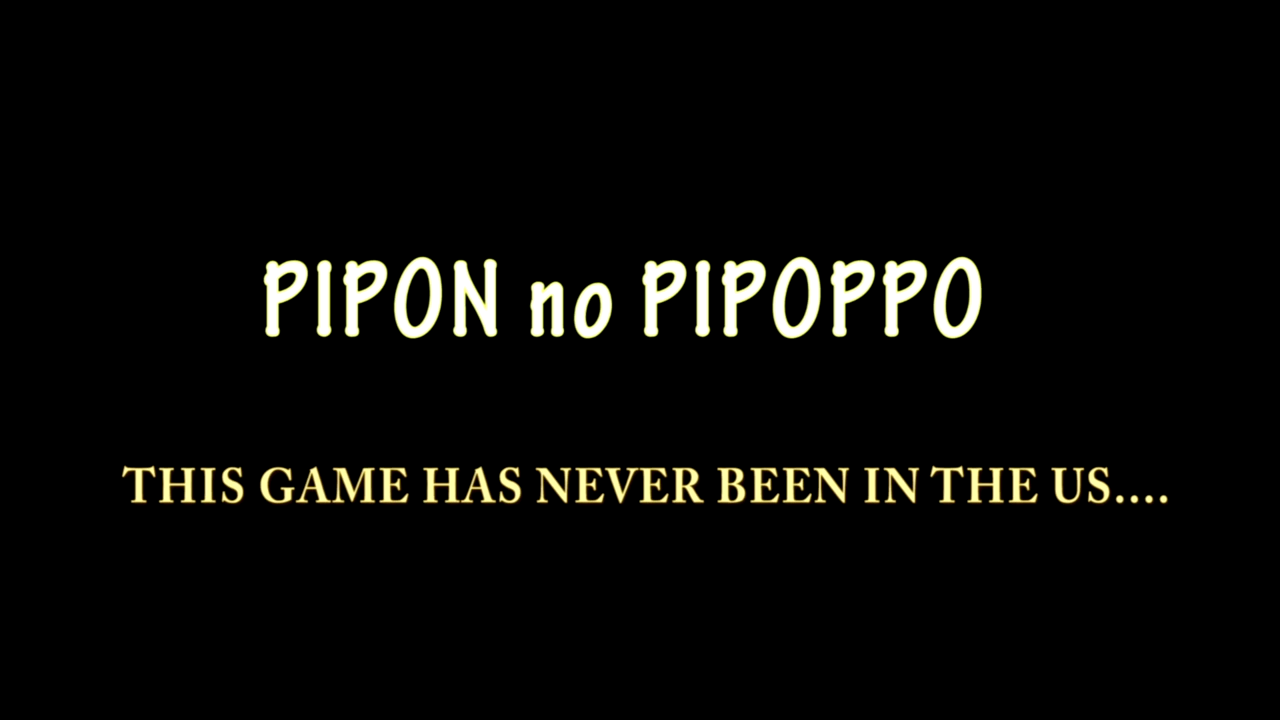 PIPON no PIPOPPO
THIS GAME HAS NEVER BEEN IN THE US....